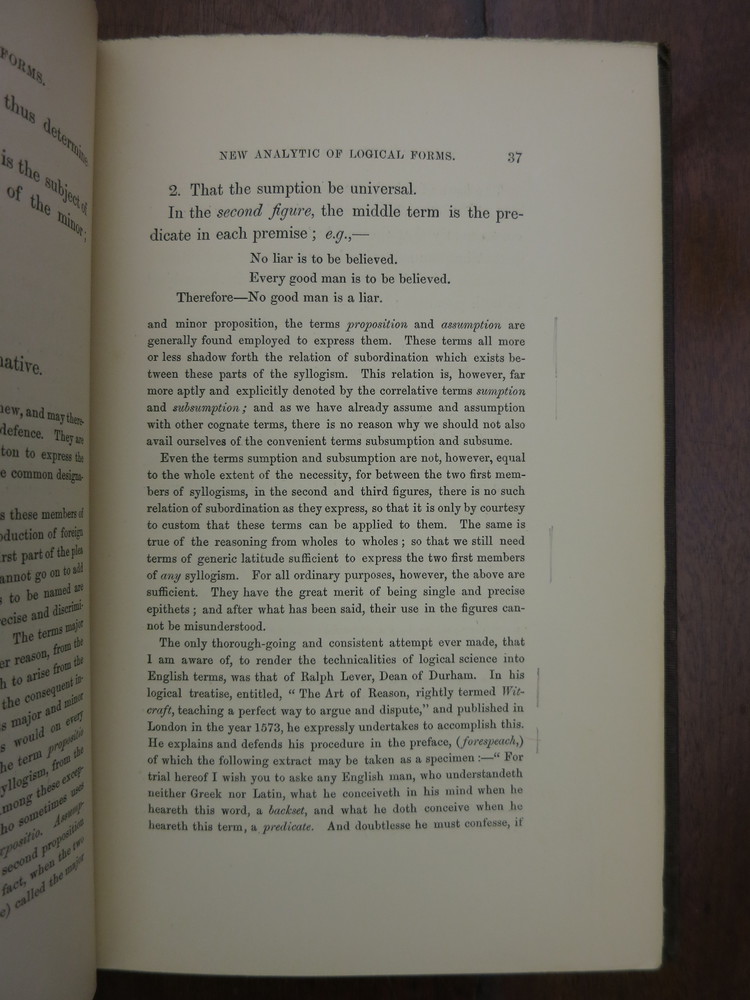 FORMS.
thus determine
is the subject of
of the minor;
native.
new, and may there-
defence. They are
ton to express the
e common designa-
s these members of
oduction of foreign
rst part of the plea
annot go on to add
s to be named are
recise and discrimi-
The terms major
er reason, from the
h to arise from the
the consequent in-
s major and minor
s would on every
he term propositio
yllogism, from the
mong these excep-
ho sometimes uses
propositio. Assump-
second proposition
fact, when the two
e) called the major
NEW ANALYTIC OF LOGICAL FORMS. 37
2. That the sumption be universal.
In the second figure, the middle term is the pre-
dicate in each premise; e.g.,—
No liar is to be believed.
Every good man is to be believed.
Therefore—No good man is a liar.
and minor proposition, the terms proposition and assumption are
generally found employed to express them. These terms all more
or less shadow forth the relation of subordination which exists be-
tween these parts of the syllogism. This relation is, however, far
more aptly and explicitly denoted by the correlative terms sumption
and subsumption; and as we have already assume and assumption
with other cognate terms, there is no reason why we should not also
avail ourselves of the convenient terms subsumption and subsume.
Even the terms sumption and subsumption are not, however, equal
to the whole extent of the necessity, for between the two first mem-
bers of syllogisms, in the second and third figures, there is no such
relation of subordination as they express, so that it is only by courtesy
to custom that these terms can be applied to them. The same is
true of the reasoning from wholes to wholes; so that we still need
terms of generic latitude sufficient to express the two first members
of any syllogism. For all ordinary purposes, however, the above are
sufficient. They have the great merit of being single and precise
epithets; and after what has been said, their use in the figures can-
not be misunderstood.
The only thorough-going and consistent attempt ever made, that
I am aware of, to render the technicalities of logical science into
English terms, was that of Ralph Lever, Dean of Durham. In his
logical treatise, entitled, "The Art of Reason, rightly termed Wit-
craft, teaching a perfect way to argue and dispute," and published in
London in the year 1573, he expressly undertakes to accomplish this.
He explains and defends his procedure in the preface, (forespeach,)
of which the following extract may be taken as a specimen:—"For
trial hereof I wish you to aske any English man, who understandeth
neither Greek nor Latin, what he conceiveth in his mind when he
heareth this word, a backset, and what he doth conceive when he
heareth this term, a predicate. And doubtlesse he must confesse, if